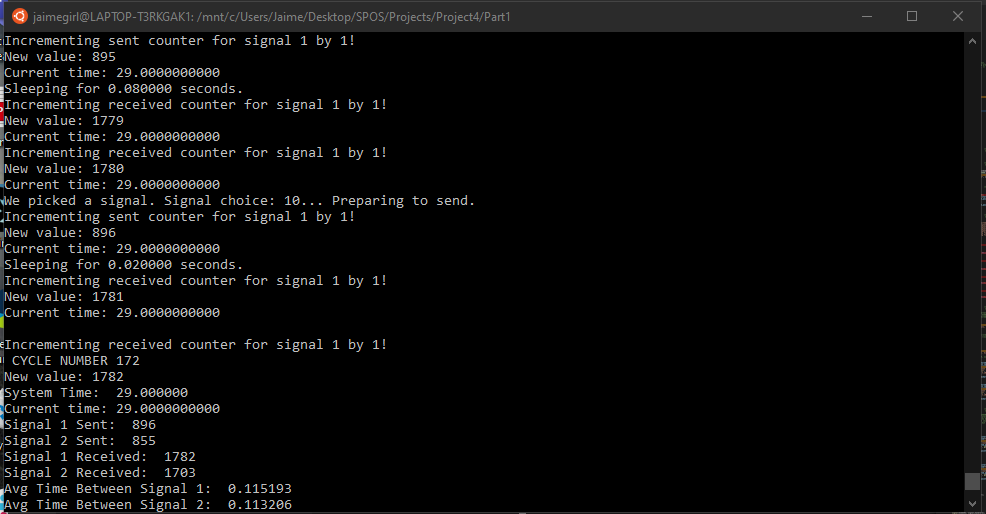 jaimegirl@LAPTOP-T3RKGAK1: /mnt/c/Users/Jaime/Desktop/SPOS/Projects/Project4/Part1
Incrementing sent counter for signal 1 by 1!
New value: 895
Current time: 29.0000000000
Sleeping for 0.080000 seconds.
Incrementing received counter for signal 1 by 1!
New value: 1779
Current time: 29.0000000000
Incrementing received counter for signal 1 by 1!
New value: 1780
Current time: 29.0000000000
We picked a signal. Signal choice: 10... Preparing to send.
Incrementing sent counter for signal 1 by 1!
New value: 896
Current time: 29.0000000000
Sleeping for 0.020000 seconds.
Incrementing received counter for signal 1 by 1!
New value: 1781
Current time: 29.0000000000
Incrementing received counter for signal 1 by 1!
CYCLE NUMBER 172
New value: 1782
System Time:  29.000000
Current time: 29.0000000000
Signal 1 Sent:  896
Signal 2 Sent:  855
Signal 1 Received:  1782
Signal 2 Received:  1703
Avg Time Between Signal 1:  0.115193
Avg Time Between Signal 2:  0.113206